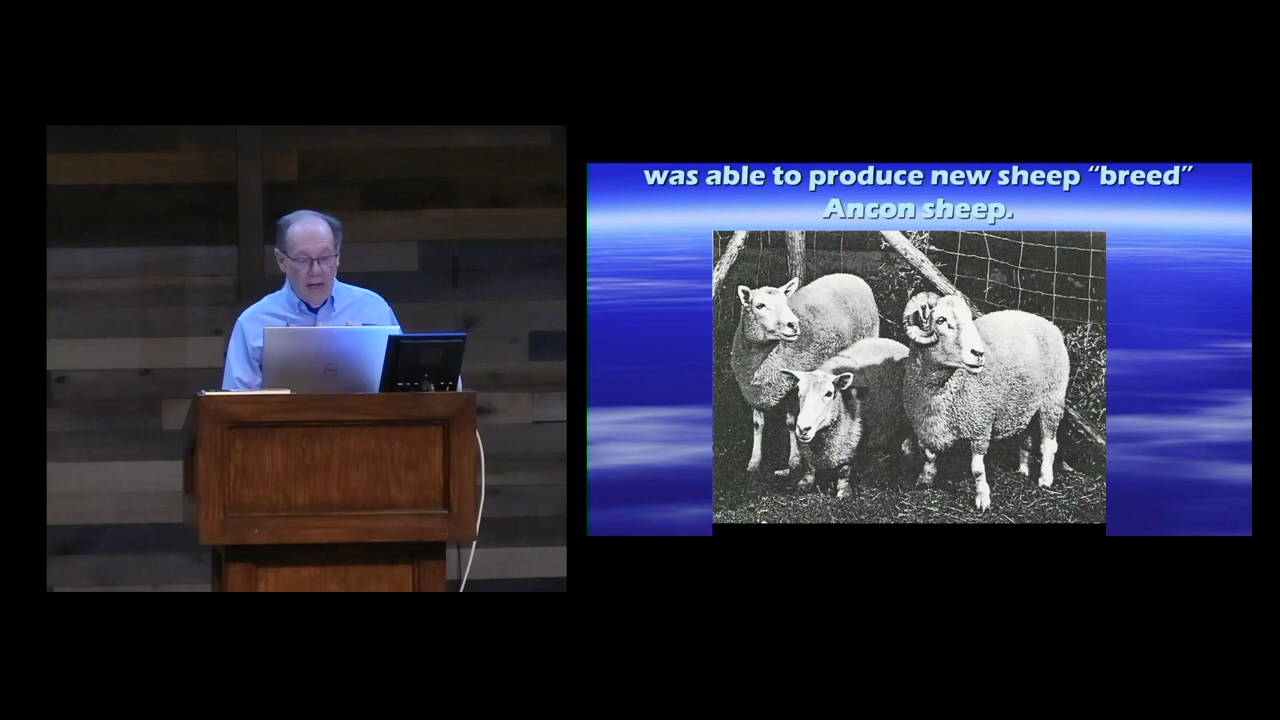 was able to produce new sheep “breed”
Ancon sheep.